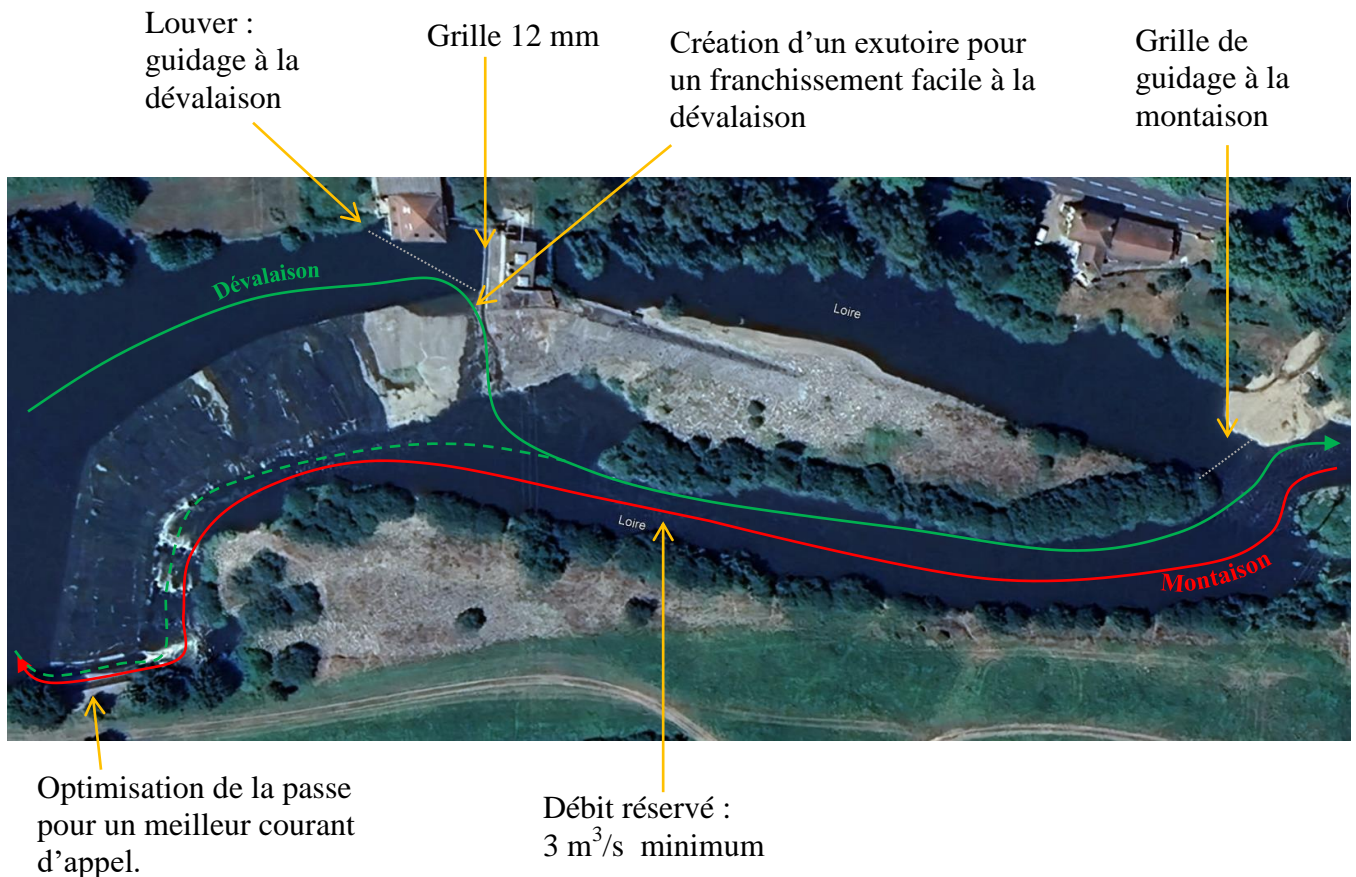 Louver :
guidage à la
dévalaison
Grille 12 mm
Création d’un exutoire pour
un franchissement facile à la
dévalaison
Grille de
guidage à la
montaison
Dévalaison
Loire
Loire
Montaison
Optimisation de la passe
pour un meilleur courant
d’appel.
Débit réservé :
3 m³/s minimum